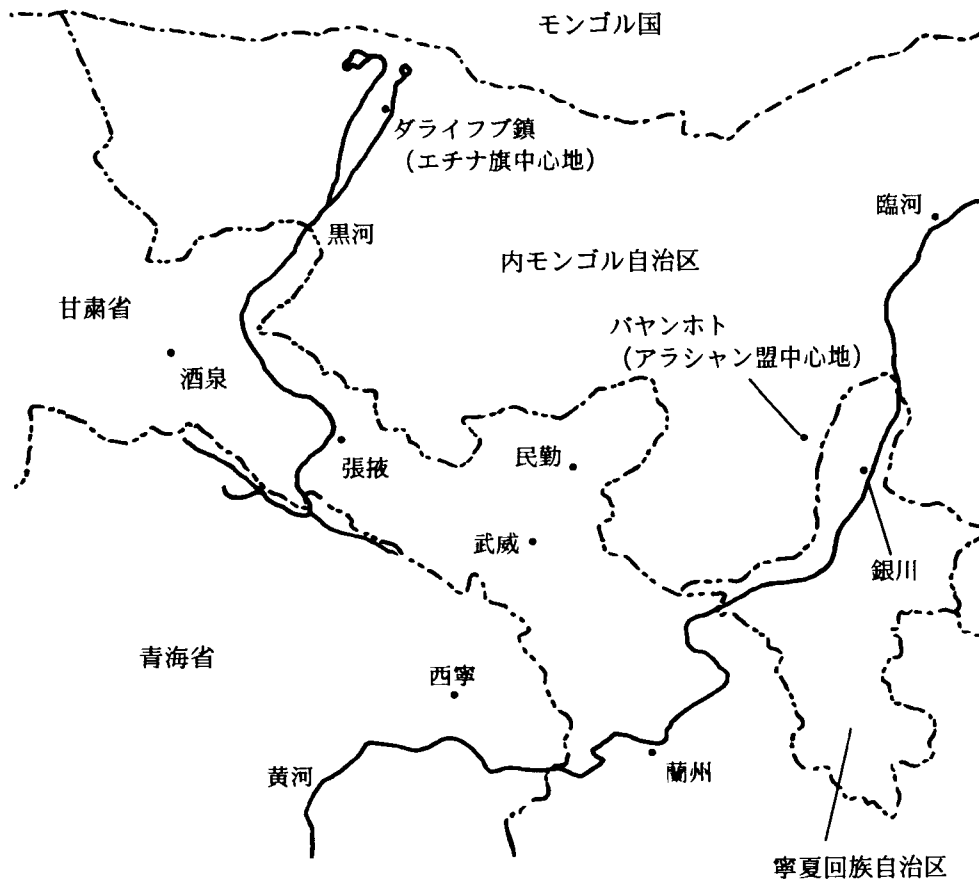 モンゴル国
ダライフブ鎮
（エチナ旗中心地）
臨河
黒河
内モンゴル自治区
甘粛省
バヤンホト
（アラシャン盟中心地）
酒泉
張掖
民勤
武威
銀川
青海省
西寧
黄河
蘭州
寧夏回族自治区